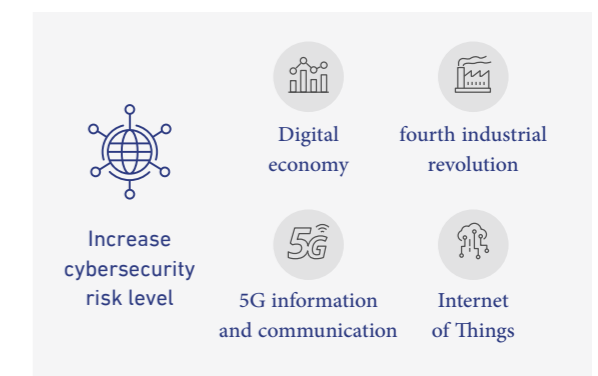 Increase
cybersecurity
risk level
Digital
economy
fourth industrial
revolution
5G
5G information
and communication
Internet
of Things